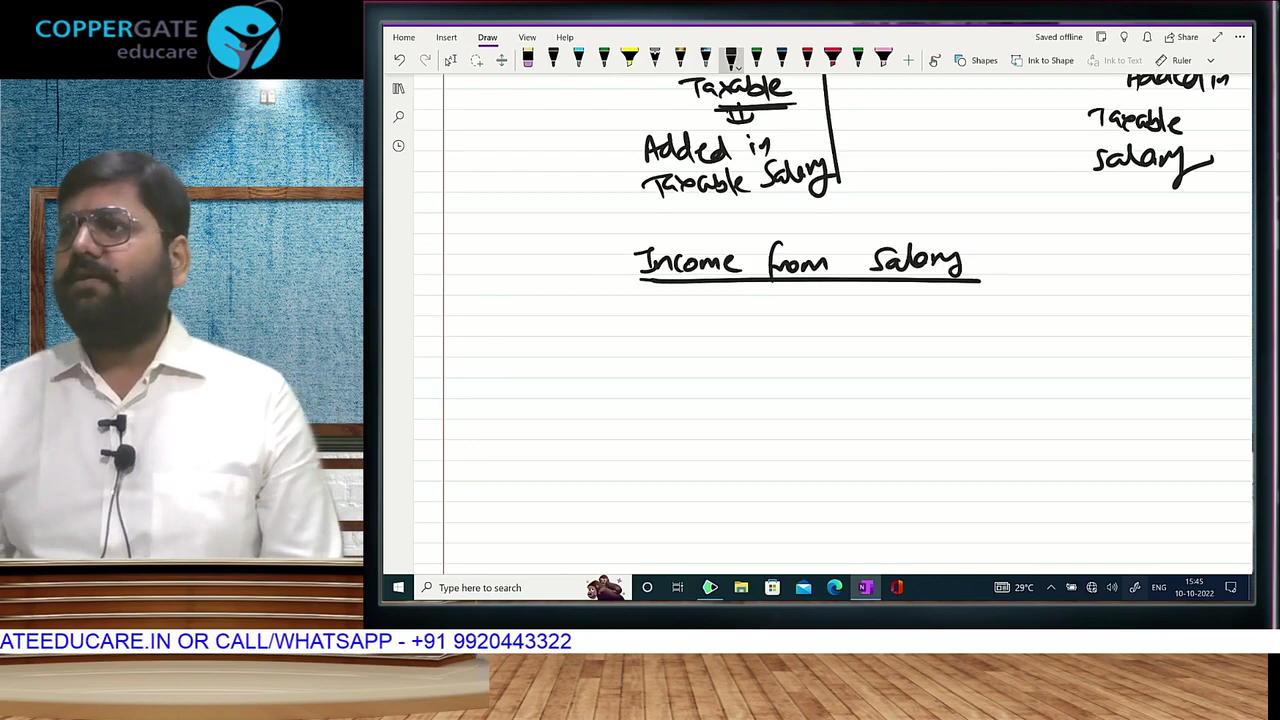 COPPERGATE
educare
Home Insert Draw View Help
Saved offline
Share
Shapes
Ink to Shape
Ink to Text
Ruler
Taxable
Added in
Taxable Salary
Added in
Taxable
Salary
Income from Salary
Type here to search
29°C
ENG
15:45
10-10-2022
ATEEDUCARE.IN OR CALL/WHATSAPP - +91 9920443322